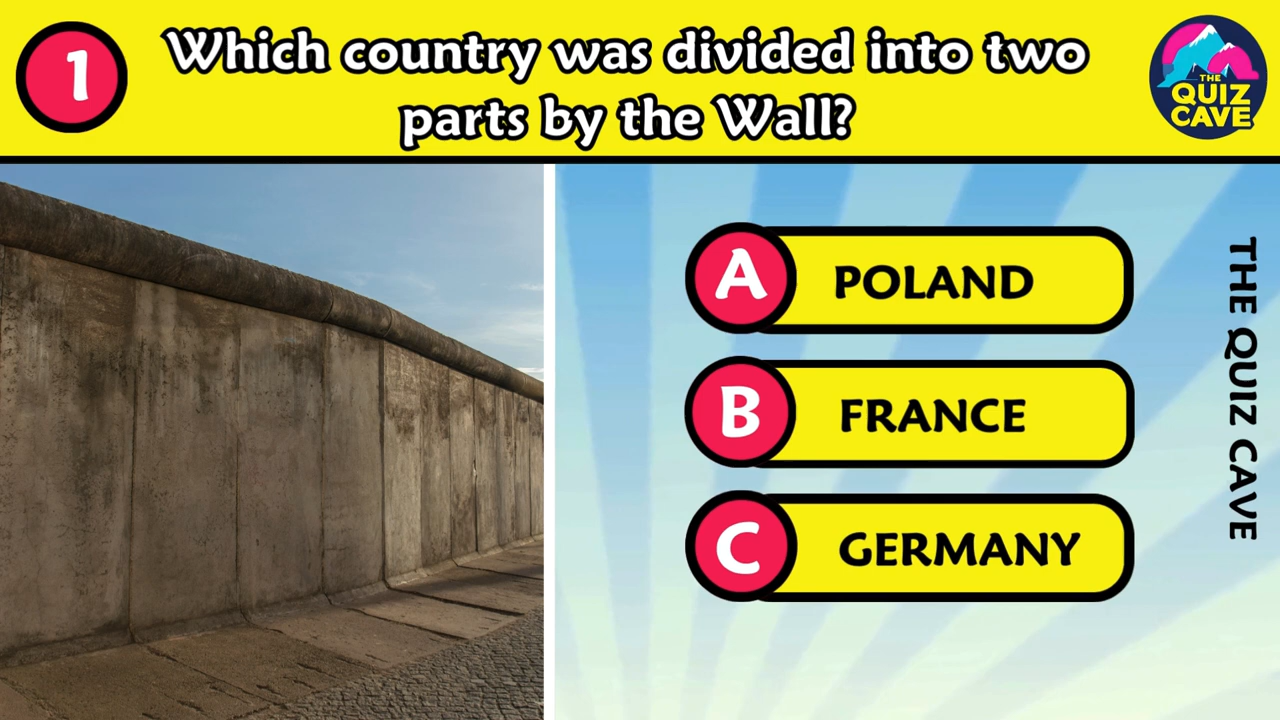 1
Which country was divided into two
parts by the Wall?
THE
QUIZ
CAVE
A POLAND
B FRANCE
C GERMANY
THE QUIZ CAVE